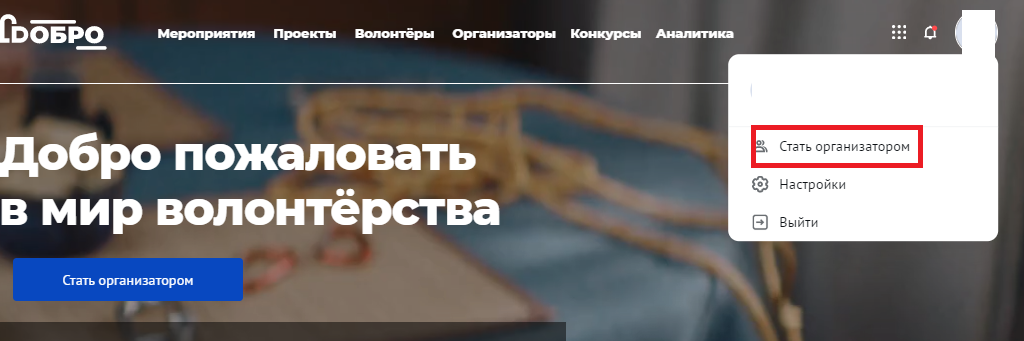 ДОБРО
Мероприятия Проекты Волонтёры Организаторы Конкурсы Аналитика
Добро пожаловать
в мир волонтёрства
Стать организатором
Стать организатором
Настройки
Выйти